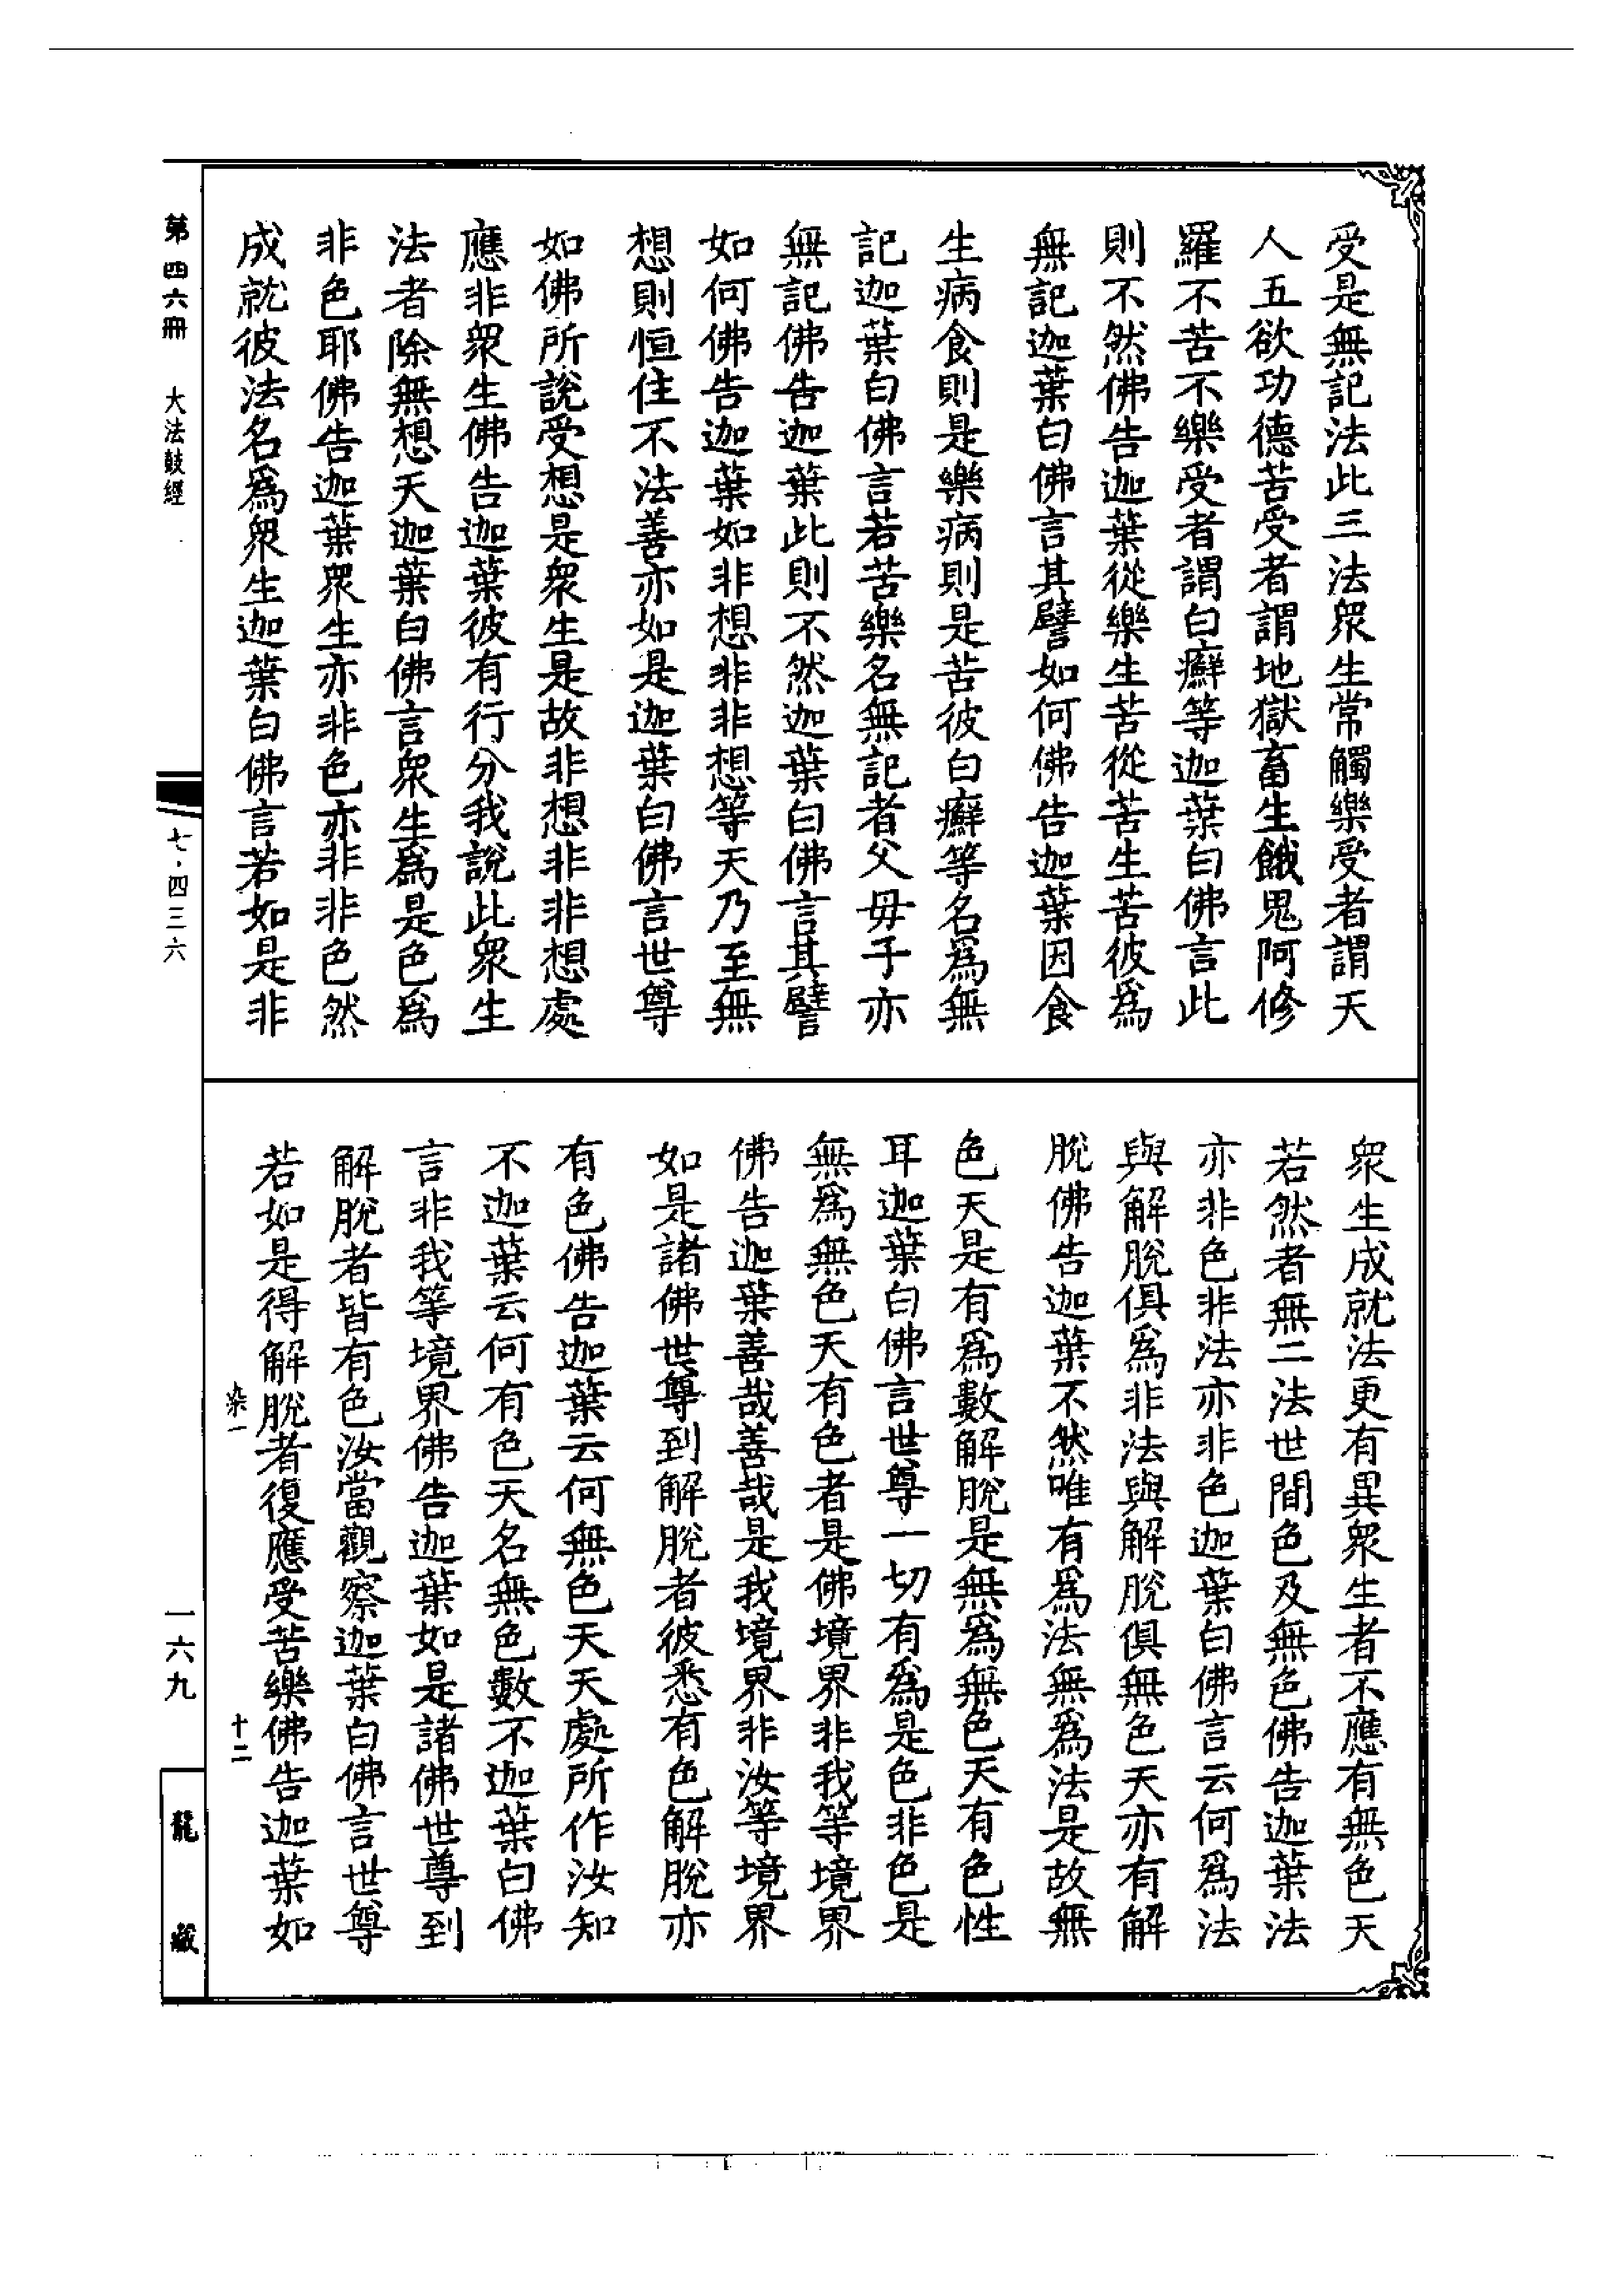 受是無記法此三法衆生常觸樂受者謂天
人五欲功德苦受者謂地獄畜生餓鬼阿修
羅不苦不樂受者謂白癬等迦葉白佛言此
則不然佛告迦葉從樂生苦從苦生苦彼爲
無記迦葉白佛言其譬如何佛告迦葉因食
生病食則是樂病則是苦彼白癬等名爲無
記迦葉白佛言若苦樂名無記者父毋子亦
無記佛告迦葉此則不然迦葉白佛言其譬
如何佛告迦葉如非想非非想等天乃至無
想則恒住不法善亦如是迦葉白佛言世尊
如佛所說受想是衆生是故非想非非想處
應非衆生佛告迦葉彼有行分我說此衆生
法者除無想天迦葉白佛言衆生爲是色爲
非色耶佛告迦葉衆生亦非色亦非非色然
成就彼法名爲衆生迦葉白佛言若如是非
衆生成就法更有異衆生者不應有無色天
若然者無二法世間色及無色佛告迦葉法
亦非色非法亦非色迦葉白佛言云何爲法
與解脫俱爲非法與解脫俱無色天亦有解
脫佛告迦葉不然唯有爲法無爲法是故無
色天是有爲數解脫是無爲無色天有色性
耳迦葉白佛言世尊一切有爲是色非色是
無爲無色天有色者是佛境界非我等境界
佛告迦葉善哉善哉是我境界非汝等境界
如是諸佛世尊到解脫者彼悉有色解脫亦
有色佛告迦葉云何無色天天處所作汝知
不迦葉云何有色天名無色數不迦葉白佛
言非我等境界佛告迦葉如是諸佛世尊到
解脫者皆有色汝當觀察迦葉白佛言世尊
若如是得解脫者復應受苦樂佛告迦葉如
染一 十二
第四六冊 大法鼓經
七·四三六
一六九
龍藏